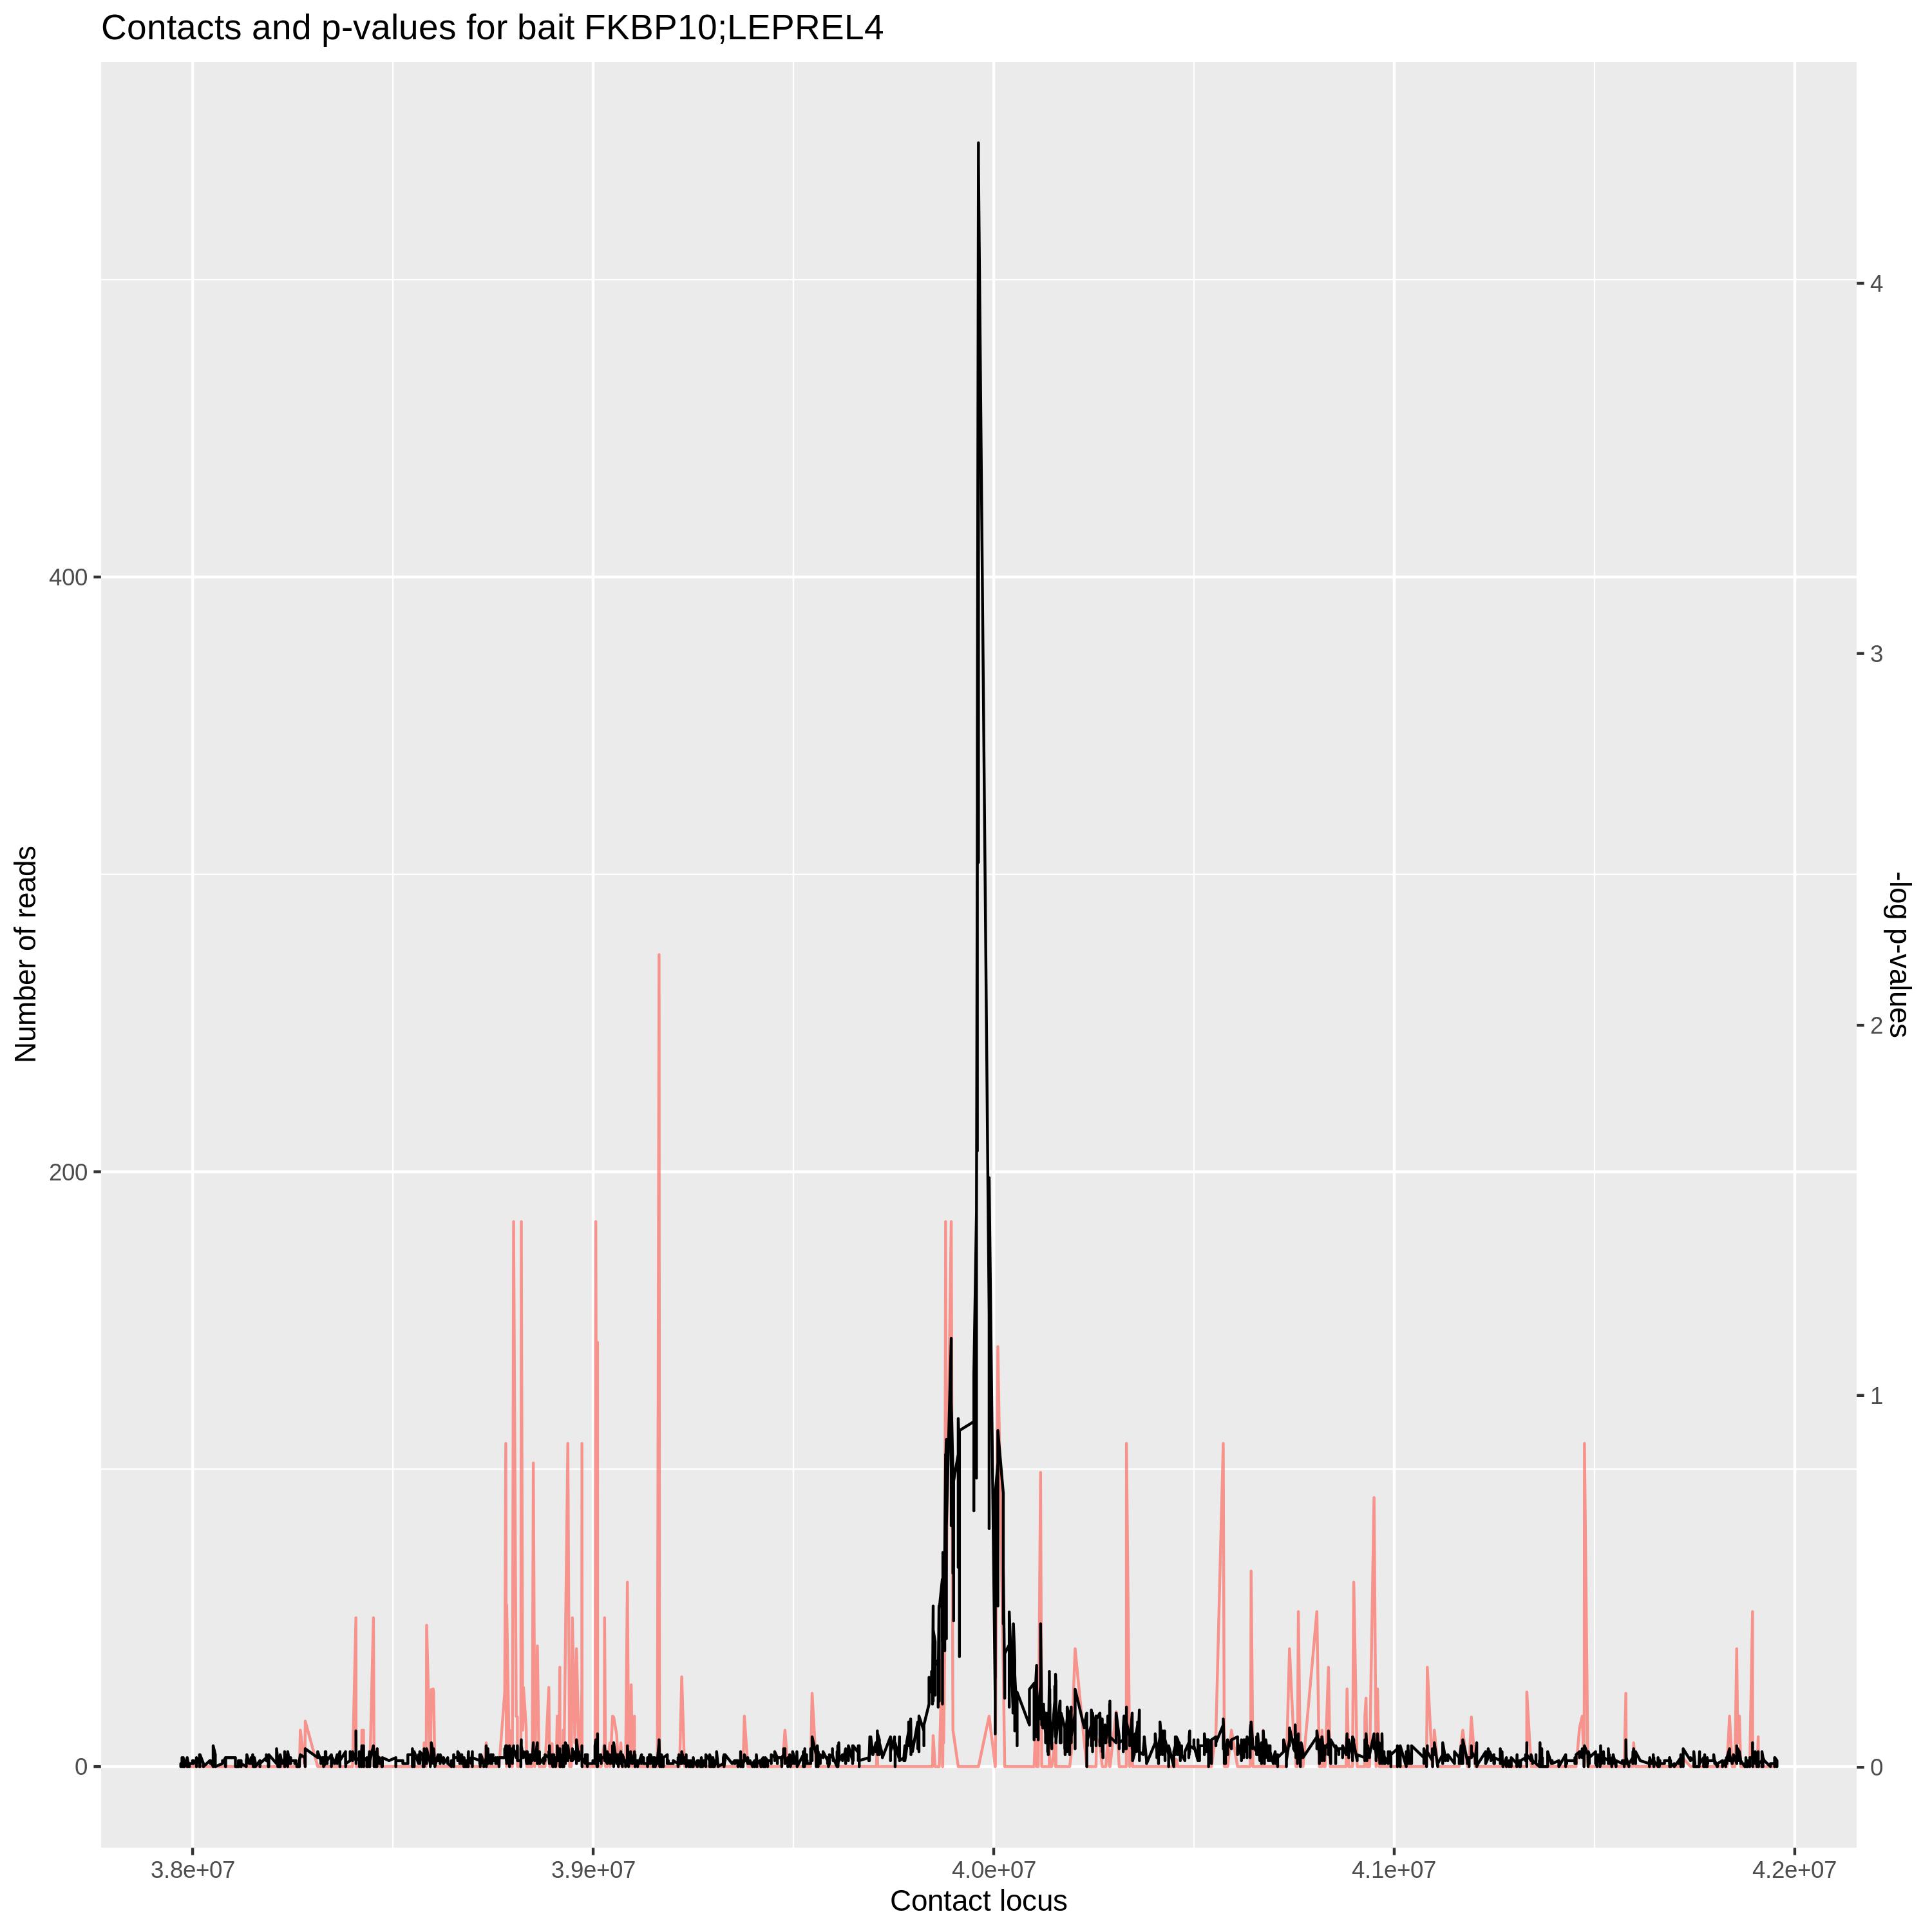 Contacts and p-values for bait FKBP10;LEPREL4
Number of reads
400
200
0
-log p-values
4
3
2
1
0
3.8e+07
3.9e+07
4.0e+07
4.1e+07
4.2e+07
Contact locus